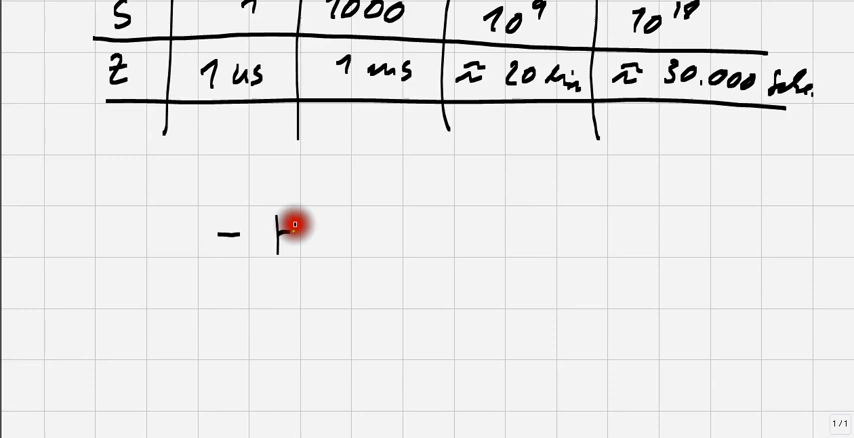 S 1 1000 10⁹ 10¹⁸
Z 1 us 1 ms ≈ 20 Min ≈ 30.000 Jahre
-
1/1